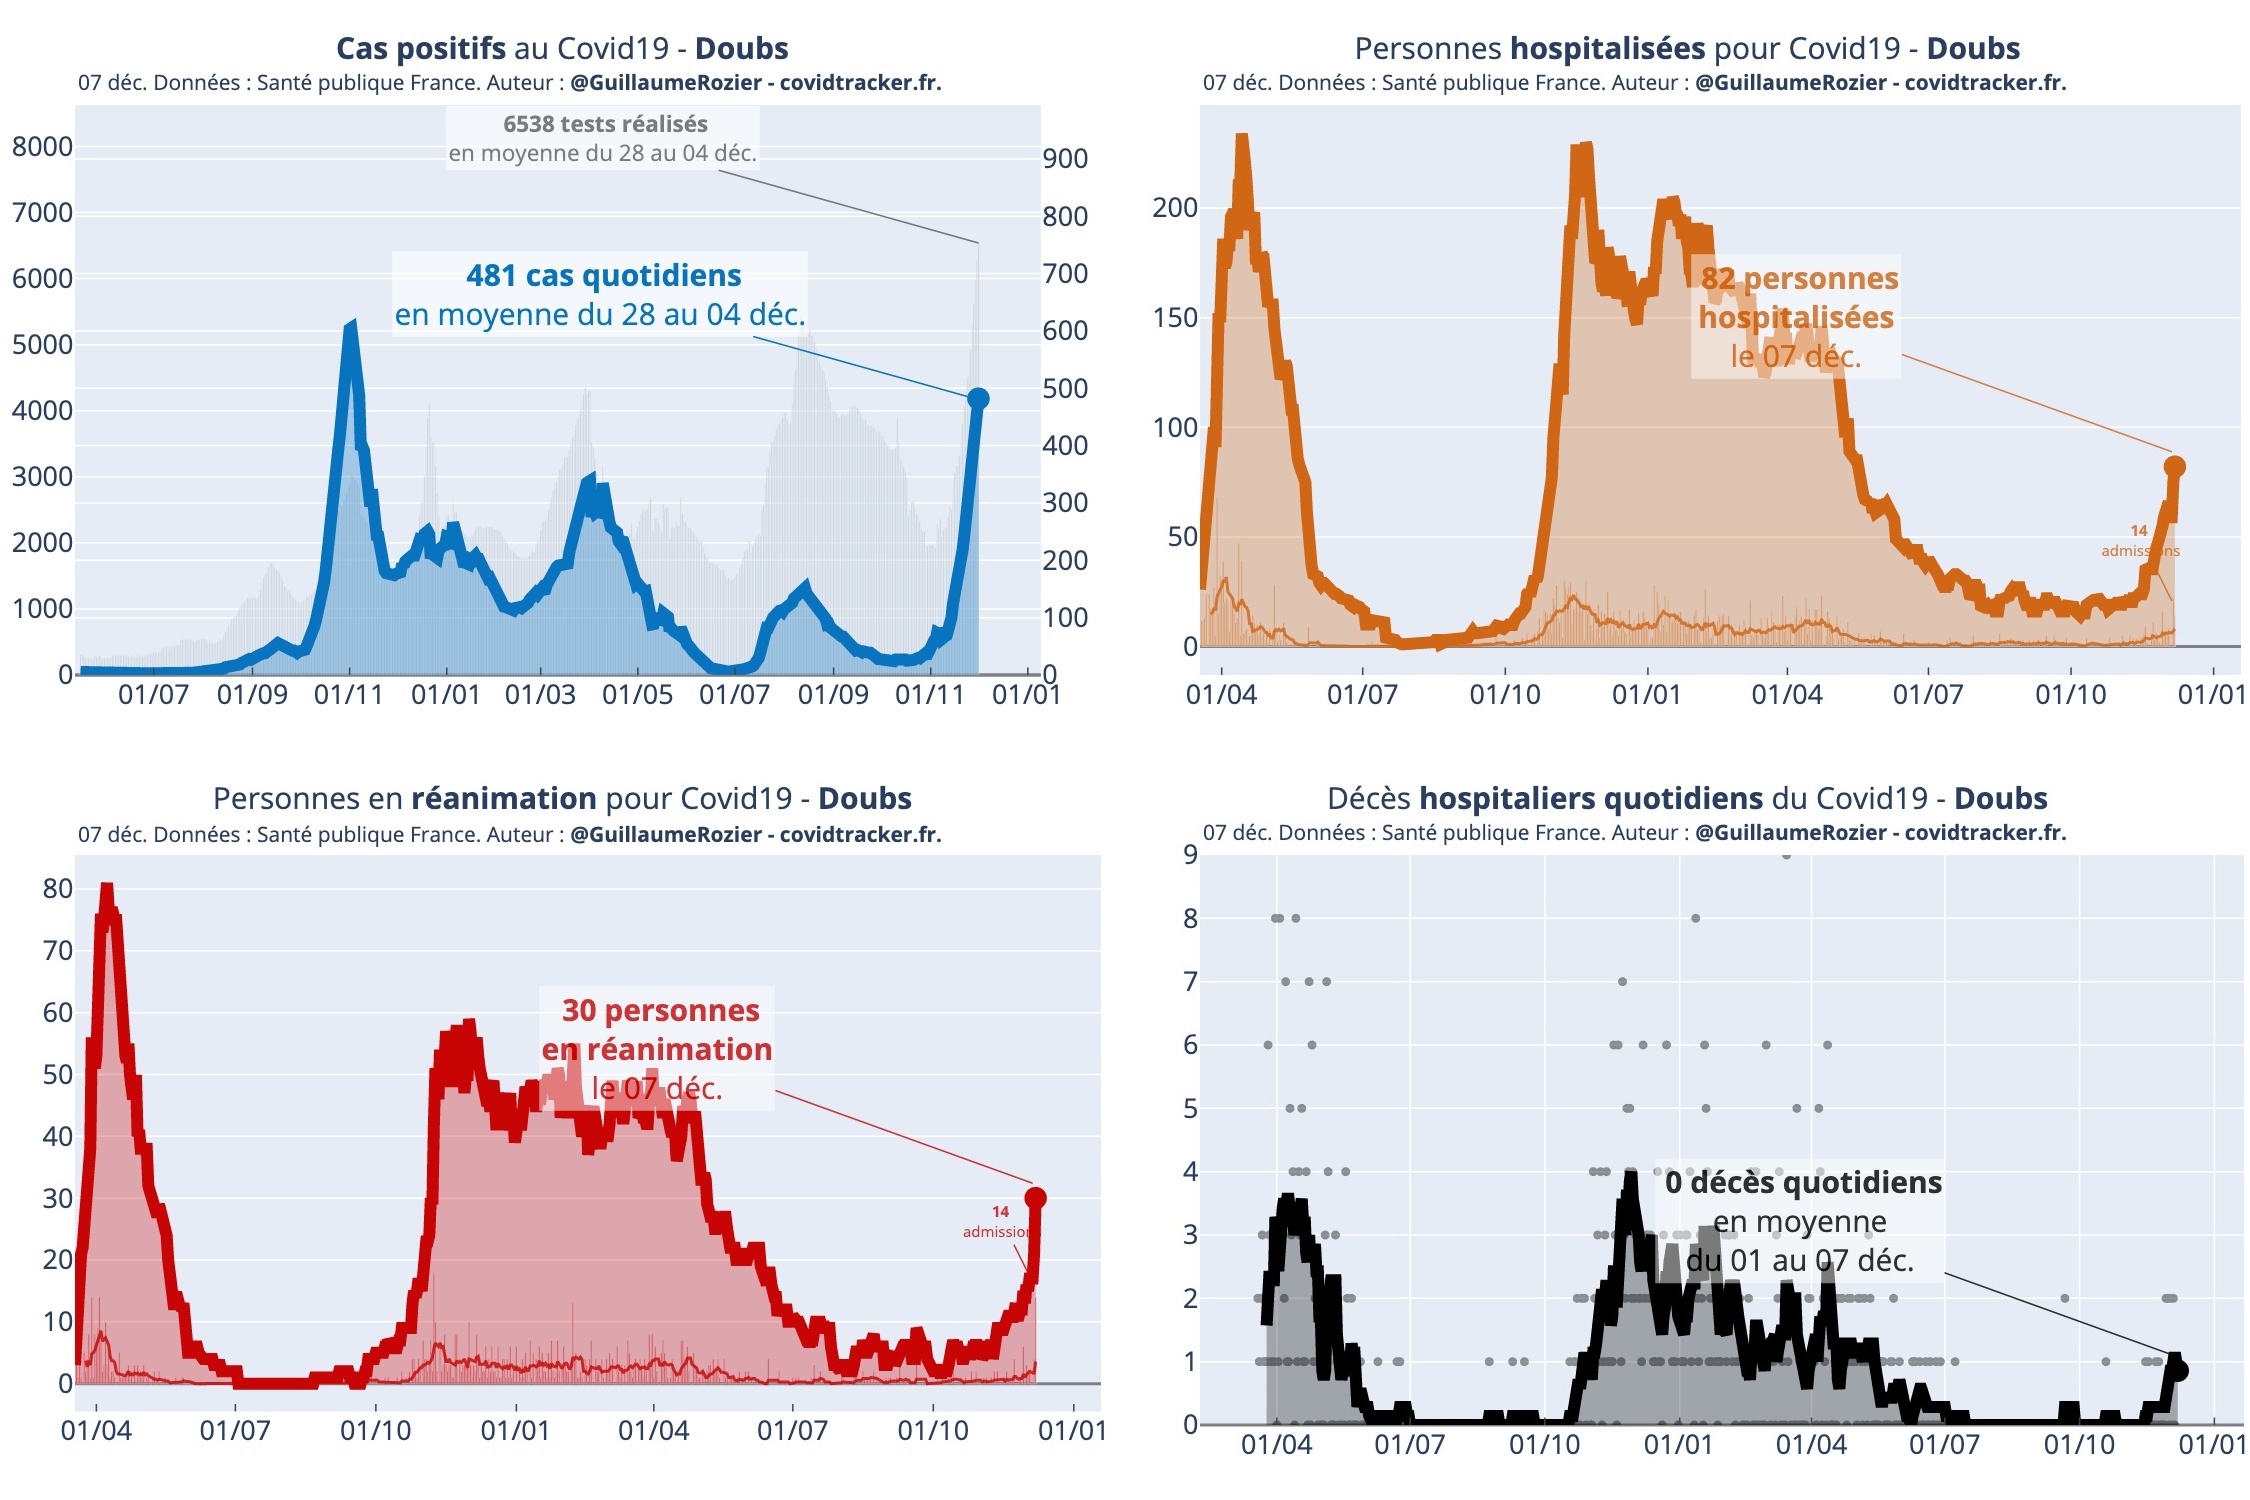 Cas positifs au Covid19 - Doubs
07 déc. Données : Santé publique France. Auteur : @GuillaumeRozier - covidtracker.fr.
6538 tests réalisés
en moyenne du 28 au 04 déc.
481 cas quotidiens
en moyenne du 28 au 04 déc.
8000
7000
6000
5000
4000
3000
2000
1000
0
900
800
700
600
500
400
300
200
100
0
01/07 01/09 01/11 01/01 01/03 01/05 01/07 01/09 01/11 01/01
Personnes hospitalisées pour Covid19 - Doubs
07 déc. Données : Santé publique France. Auteur : @GuillaumeRozier - covidtracker.fr.
200
150
100
50
0
82 personnes
hospitalisées
le 07 déc.
14
admissions
01/04 01/07 01/10 01/01 01/04 01/07 01/10 01/01
Personnes en réanimation pour Covid19 - Doubs
07 déc. Données : Santé publique France. Auteur : @GuillaumeRozier - covidtracker.fr.
80
70
60
50
40
30
20
10
0
30 personnes
en réanimation
le 07 déc.
14
admissions
01/04 01/07 01/10 01/01 01/04 01/07 01/10 01/01
Décès hospitaliers quotidiens du Covid19 - Doubs
07 déc. Données : Santé publique France. Auteur : @GuillaumeRozier - covidtracker.fr.
9
8
7
6
5
4
3
2
1
0
0 décès quotidiens
en moyenne
du 01 au 07 déc.
01/04 01/07 01/10 01/01 01/04 01/07 01/10 01/01